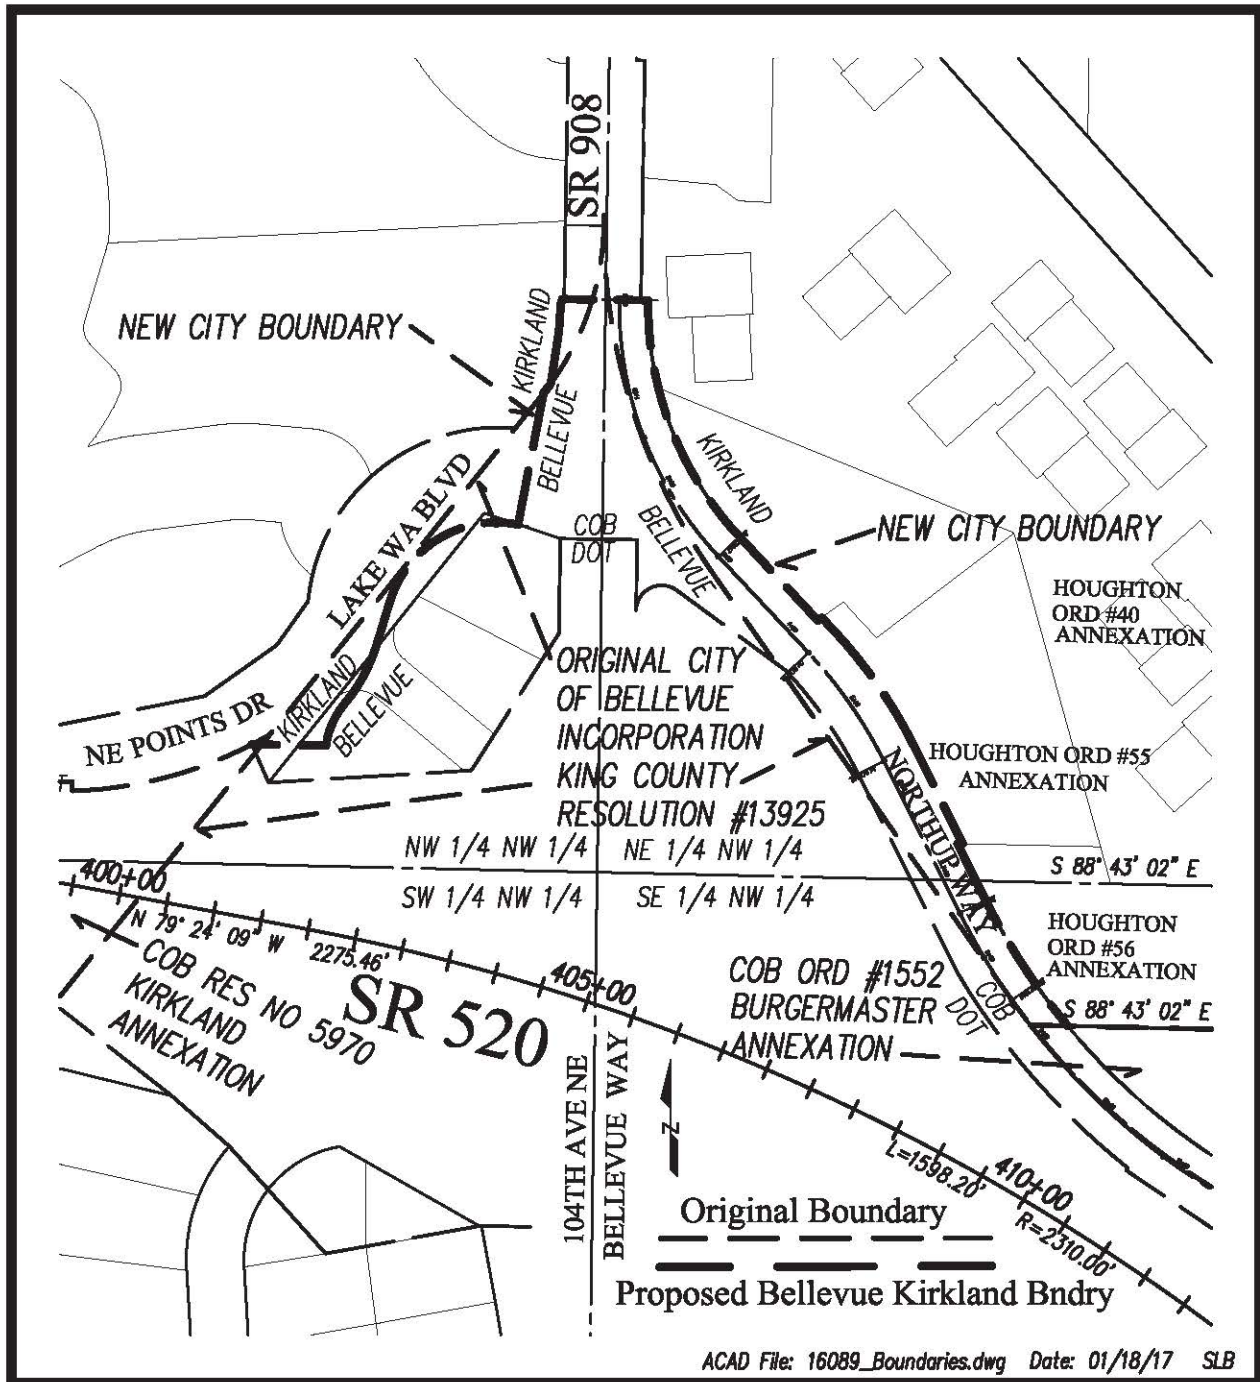 SR 908
NEW CITY BOUNDARY
KIRKLAND
BELLEVUE
KIRKLAND
LAKE WA BLVD
COB
DOT
BELLEVUE
NEW CITY BOUNDARY
HOUGHTON
ORD #40
ANNEXATION
KIRKLAND
BELLEVUE
NE POINTS DR
ORIGINAL CITY
OF BELLEVUE
INCORPORATION
KING COUNTY
RESOLUTION #13925
HOUGHTON ORD #55
ANNEXATION
NORTHUP WAY
NW 1/4 NW 1/4
NE 1/4 NW 1/4
S 88° 43' 02" E
400+00
SW 1/4 NW 1/4
SE 1/4 NW 1/4
N 79° 24' 09" W
2275.46'
HOUGHTON
ORD #56
ANNEXATION
COB RES NO 5970
KIRKLAND
ANNEXATION
SR 520
405+00
COB ORD #1552
BURGERMASTER
ANNEXATION
COB
DOT
S 88° 43' 02" E
104TH AVE NE
BELLEVUE WAY
N
L=1598.20'
410+00
R=2310.00'
Original Boundary
Proposed Bellevue Kirkland Bndry
ACAD File: 16089_Boundaries.dwg Date: 01/18/17 SLB